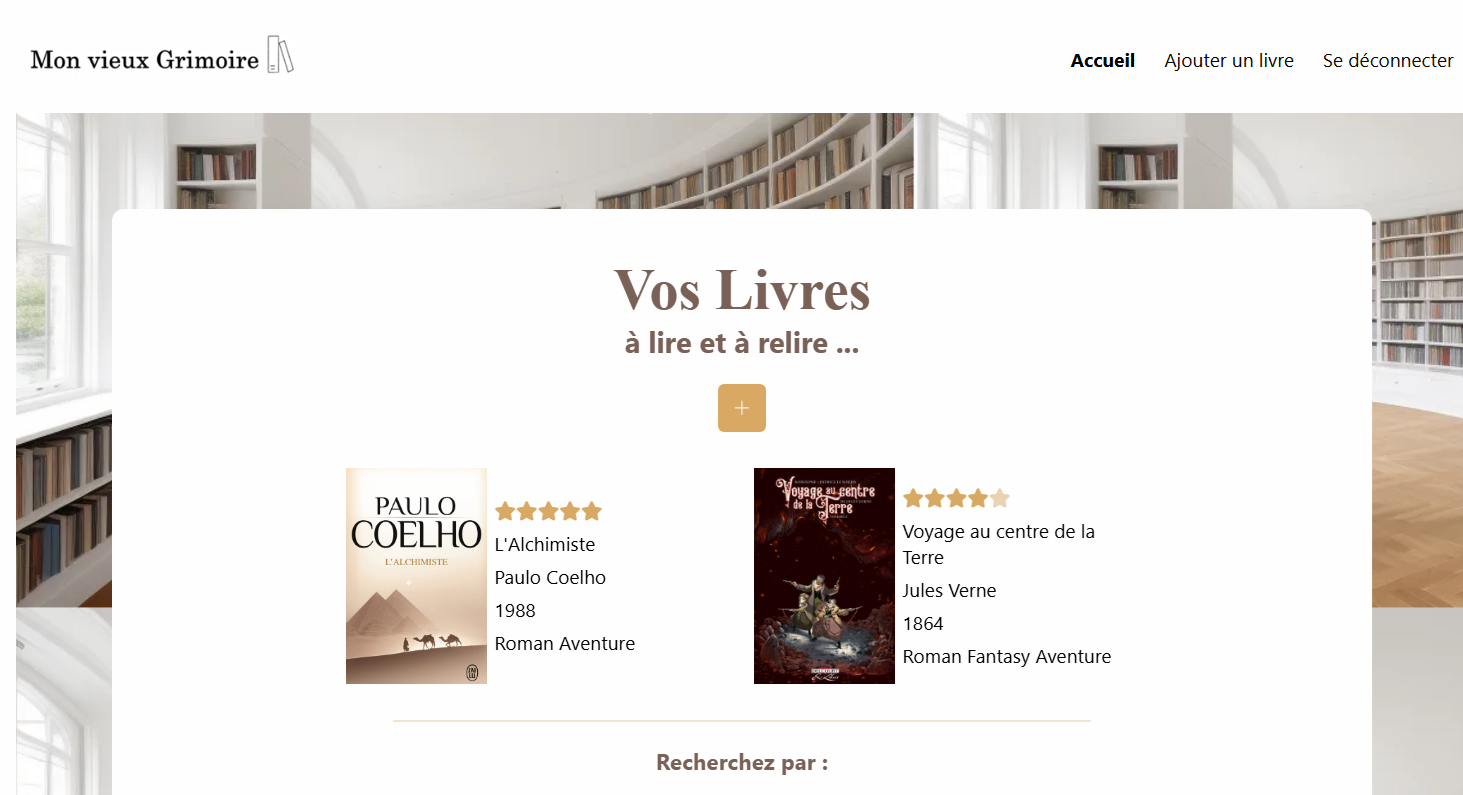 Mon vieux Grimoire
Accueil
Ajouter un livre
Se déconnecter
Vos Livres
à lire et à relire ...
+
PAULO
COELHO
L'ALCHIMISTE
L'Alchimiste
Paulo Coelho
1988
Roman Aventure
Voyage au centre
de la Terre
Voyage au centre de la
Terre
Jules Verne
1864
Roman Fantasy Aventure
Recherchez par :